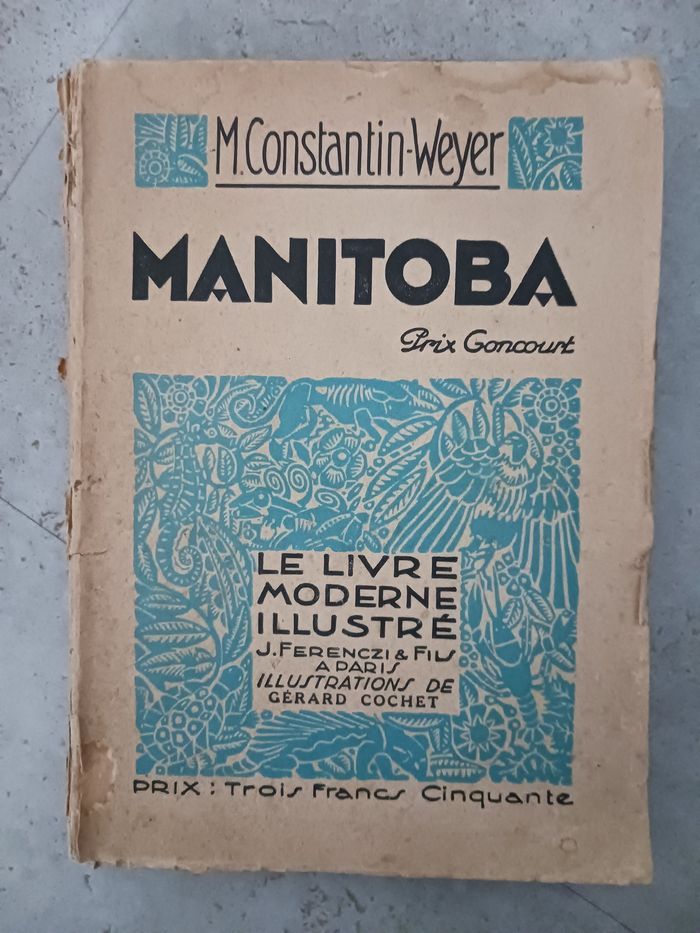 M.Constantin-Weyer
MANITOBA
Prix Goncourt
LE LIVRE
MODERNE
ILLUSTRÉ
J. FERENCZI & FILS
A PARIS
ILLUSTRATIONS DE
GÉRARD COCHET
PRIX : Trois Francs Cinquante